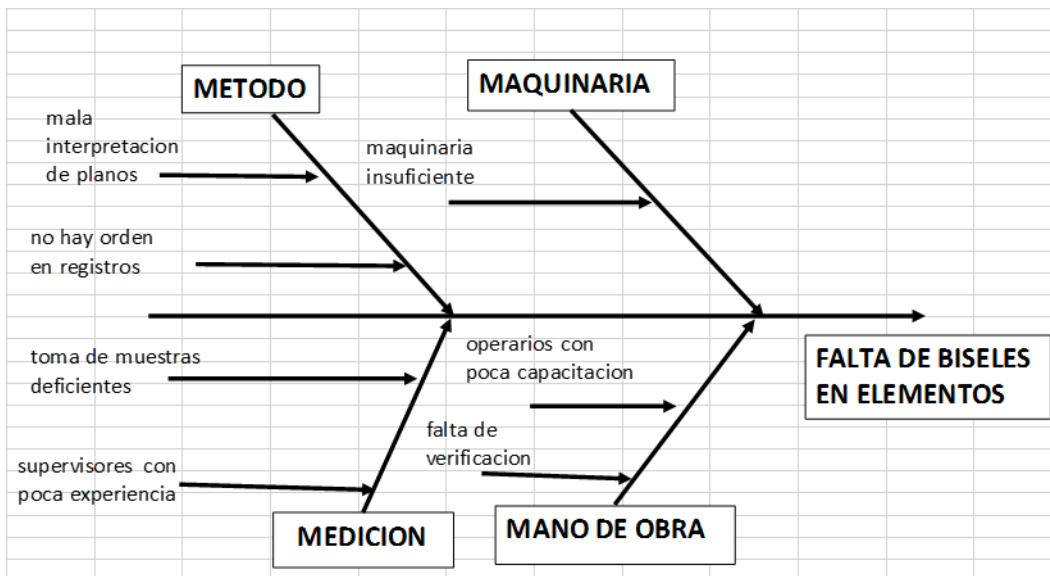 METODO
MAQUINARIA
mala
interpretacion
de planos
maquinaria
insuficiente
no hay orden
en registros
toma de muestras
deficientes
operarios con
poca capacitacion
FALTA DE BISELES
EN ELEMENTOS
falta de
verificacion
supervisores con
poca experiencia
MEDICION
MANO DE OBRA